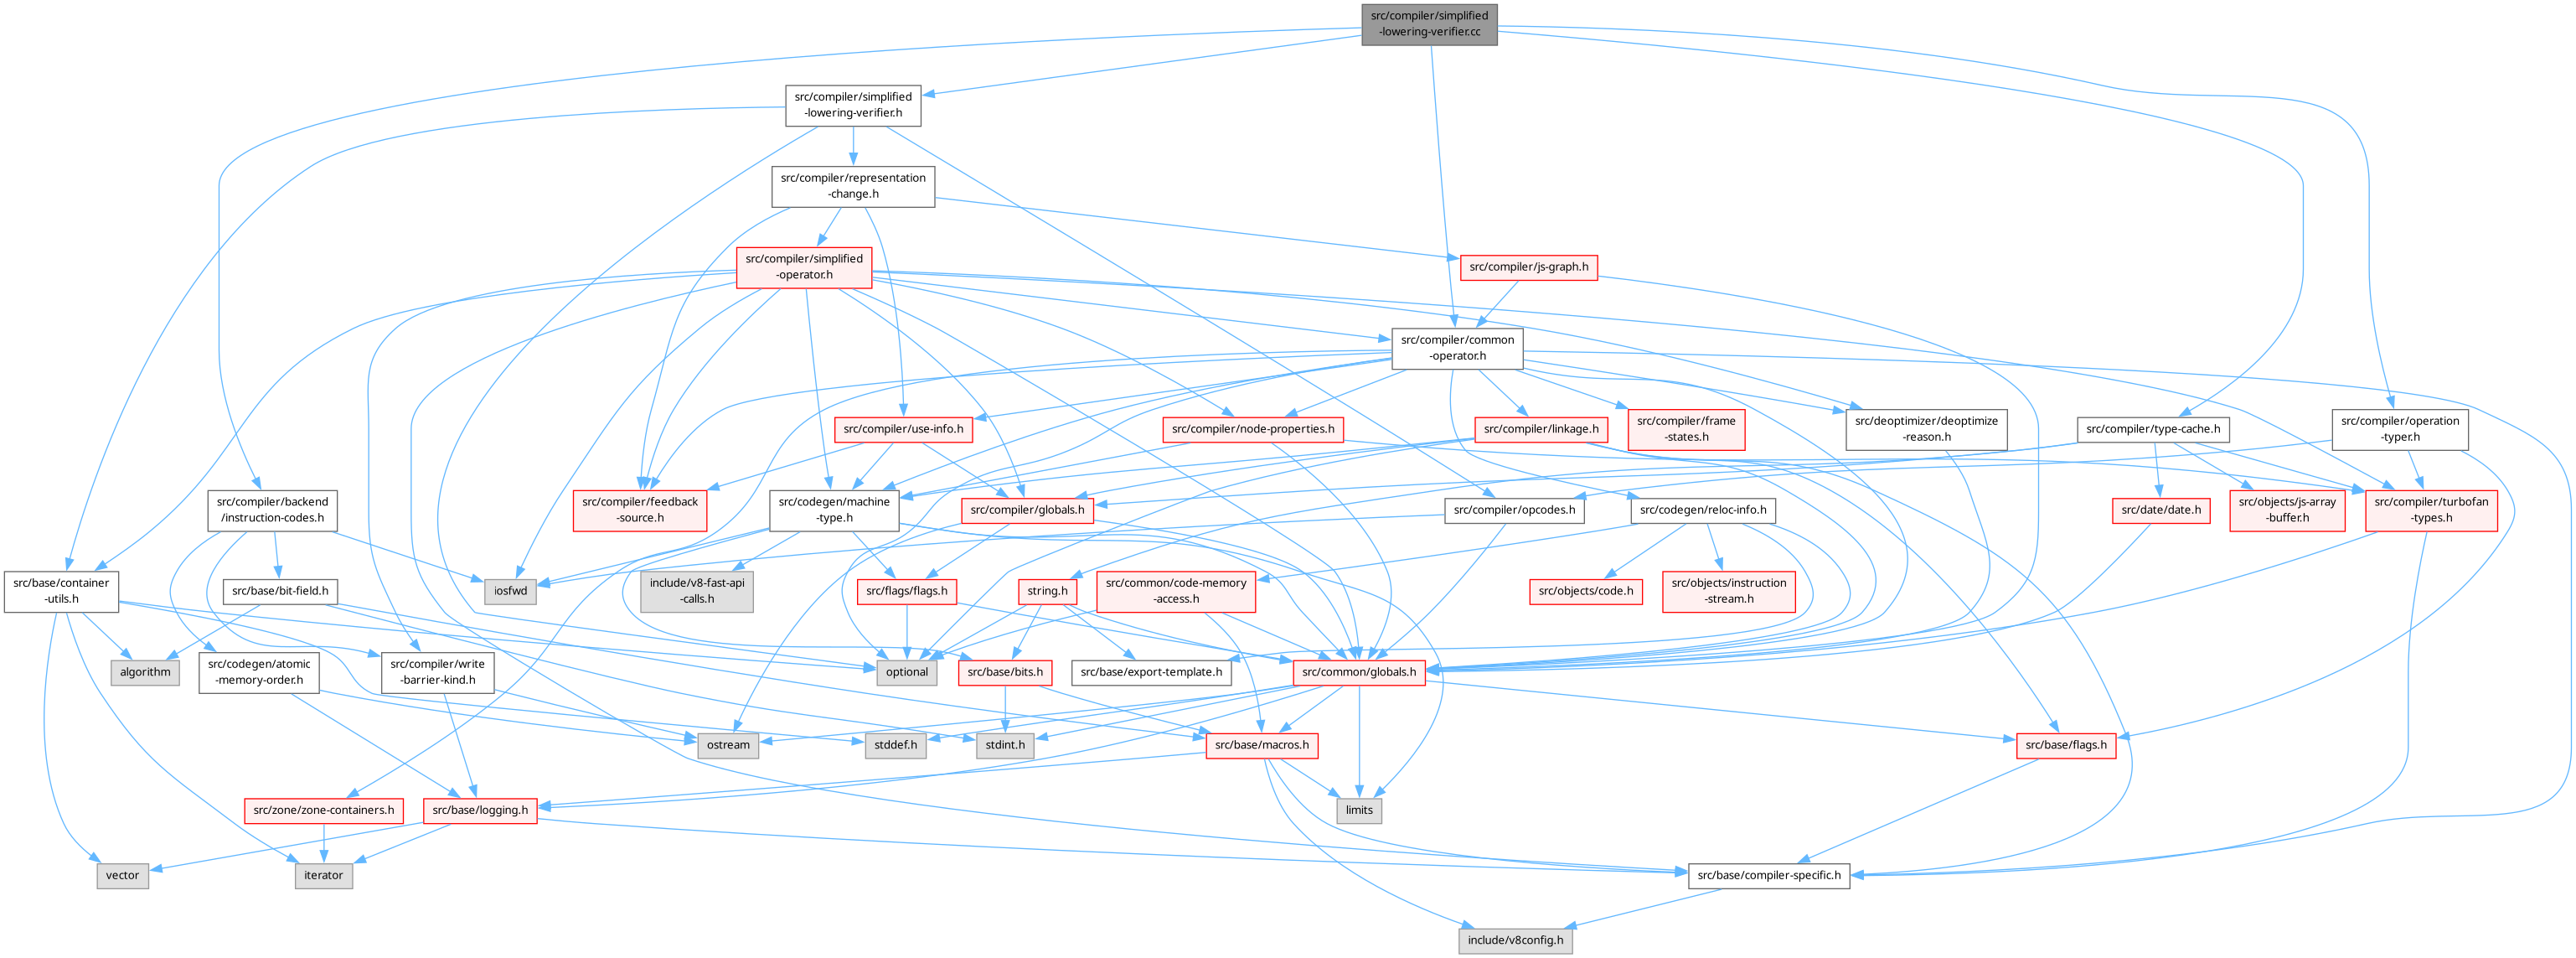 src/compiler/simplified
-lowering-verifier.cc
src/compiler/simplified
-lowering-verifier.h
src/compiler/representation
-change.h
src/compiler/simplified
-operator.h
src/compiler/js-graph.h
src/compiler/common
-operator.h
src/compiler/use-info.h
src/compiler/node-properties.h
src/compiler/linkage.h
src/compiler/frame
-states.h
src/deoptimizer/deoptimize
-reason.h
src/compiler/type-cache.h
src/compiler/operation
-typer.h
src/compiler/backend
/instruction-codes.h
src/compiler/feedback
-source.h
src/codegen/machine
-type.h
src/compiler/globals.h
src/compiler/opcodes.h
src/codegen/reloc-info.h
src/date/date.h
src/objects/js-array
-buffer.h
src/compiler/turbofan
-types.h
src/base/container
-utils.h
src/base/bit-field.h
iosfwd
include/v8-fast-api
-calls.h
src/flags/flags.h
string.h
src/common/code-memory
-access.h
src/objects/code.h
src/objects/instruction
-stream.h
algorithm
src/codegen/atomic
-memory-order.h
src/compiler/write
-barrier-kind.h
optional
src/base/bits.h
src/base/export-template.h
src/common/globals.h
ostream
stddef.h
stdint.h
src/base/macros.h
src/base/flags.h
src/zone/zone-containers.h
src/base/logging.h
limits
vector
iterator
src/base/compiler-specific.h
include/v8config.h